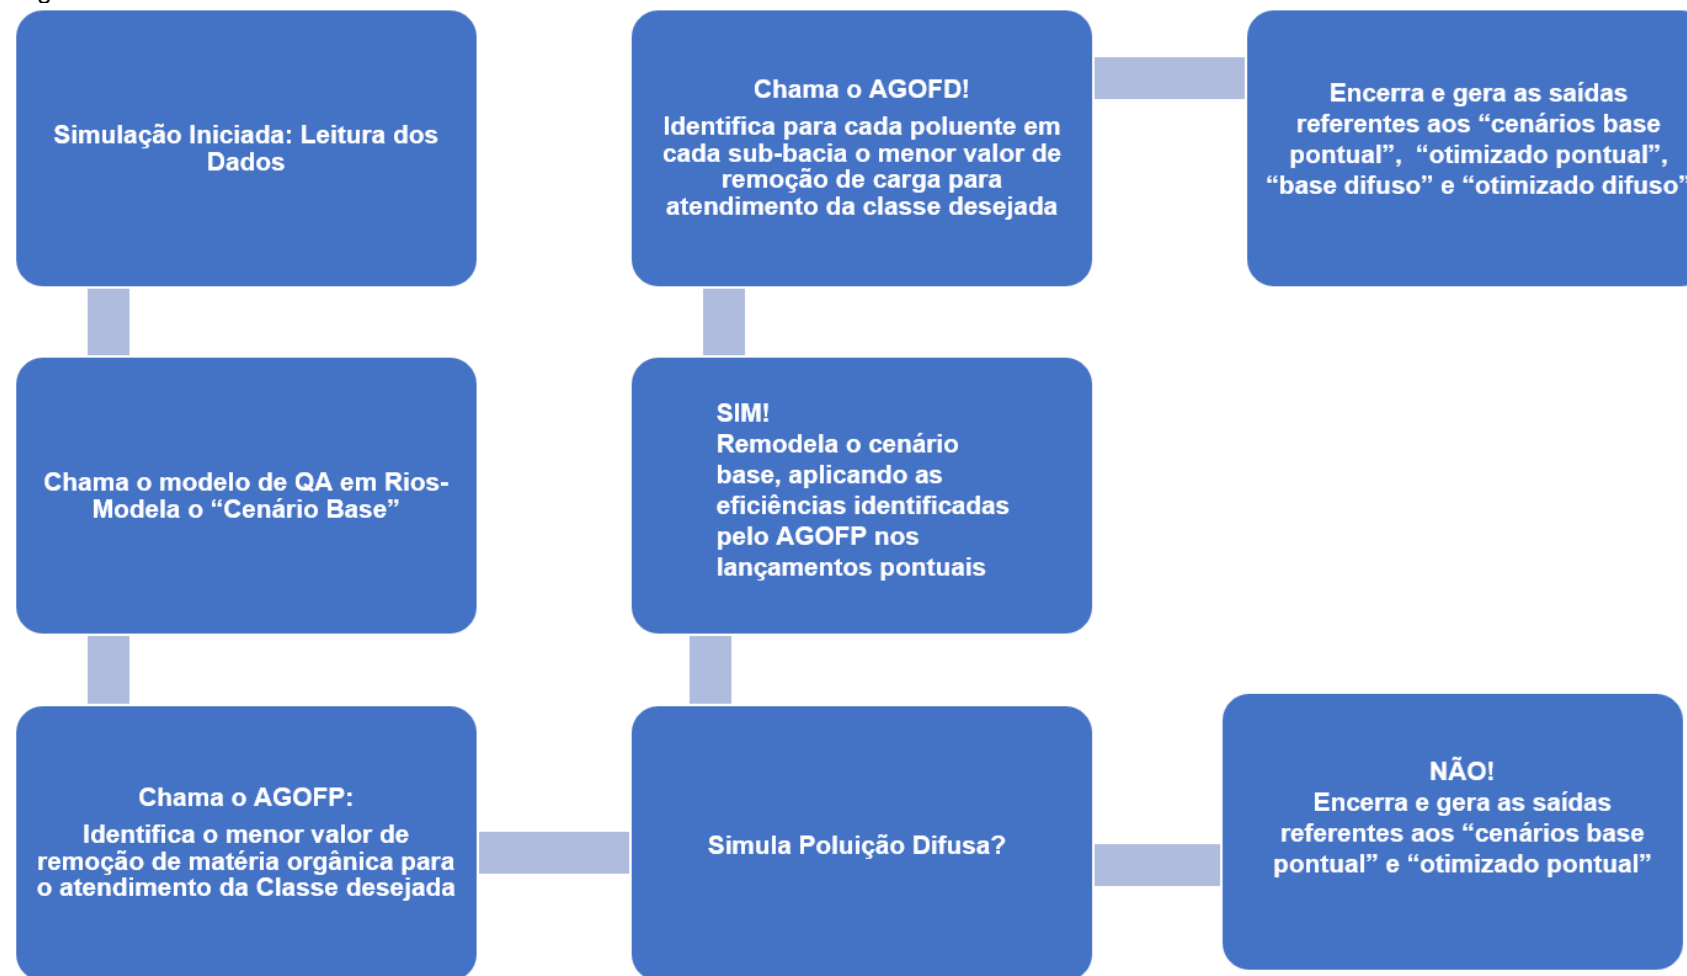 Simulação Iniciada: Leitura dos
Dados
Chama o modelo de QA em Rios-
Modela o “Cenário Base”
Chama o AGOFP:
Identifica o menor valor de
remoção de matéria orgânica para
o atendimento da Classe desejada
Simula Poluição Difusa?
SIM!
Remodela o cenário
base, aplicando as
eficiências identificadas
pelo AGOFP nos
lançamentos pontuais
Chama o AGOFD!
Identifica para cada poluente em
cada sub-bacia o menor valor de
remoção de carga para
atendimento da classe desejada
Encerra e gera as saídas
referentes aos “cenários base
pontual”, “otimizado pontual”,
“base difuso” e “otimizado difuso”
NÃO!
Encerra e gera as saídas
referentes aos “cenários base
pontual” e “otimizado pontual”